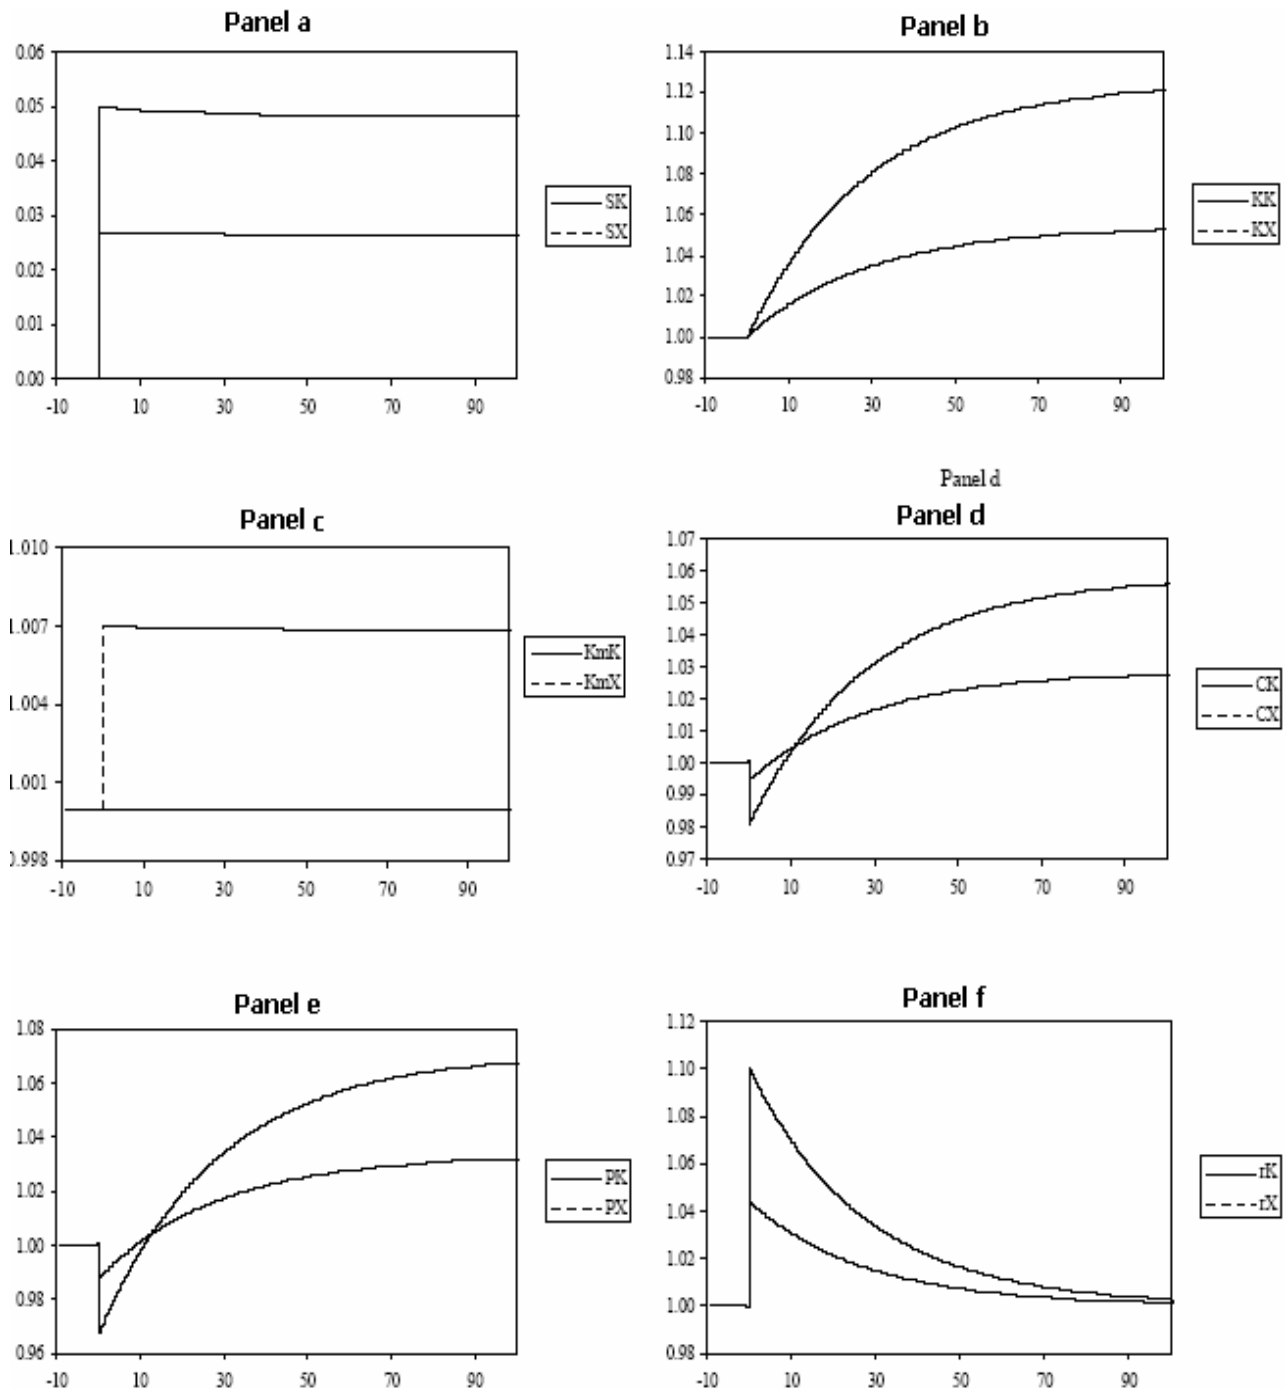 Panel a
0.06
0.05
0.04
0.03
0.02
0.01
0.00
-10 10 30 50 70 90
SK
SX
Panel b
1.14
1.12
1.10
1.08
1.06
1.04
1.02
1.00
0.98
-10 10 30 50 70 90
KK
KX
Panel c
1.010
1.007
1.004
1.001
0.998
-10 10 30 50 70 90
KmK
KmX
Panel d
Panel d
1.07
1.06
1.05
1.04
1.03
1.02
1.01
1.00
0.99
0.98
0.97
-10 10 30 50 70 90
CK
CX
Panel e
1.08
1.06
1.04
1.02
1.00
0.98
0.96
-10 10 30 50 70 90
PK
PX
Panel f
1.12
1.10
1.08
1.06
1.04
1.02
1.00
0.98
-10 10 30 50 70 90
rK
rX